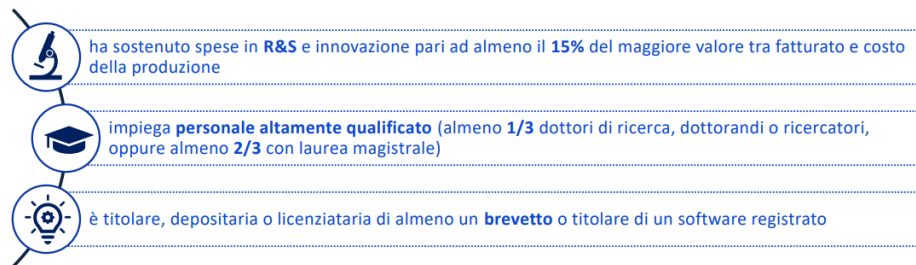 ha sostenuto spese in R&S e innovazione pari ad almeno il 15% del maggiore valore tra fatturato e costo
della produzione
impiega personale altamente qualificato (almeno 1/3 dottori di ricerca, dottorandi o ricercatori,
oppure almeno 2/3 con laurea magistrale)
è titolare, depositaria o licenziataria di almeno un brevetto o titolare di un software registrato